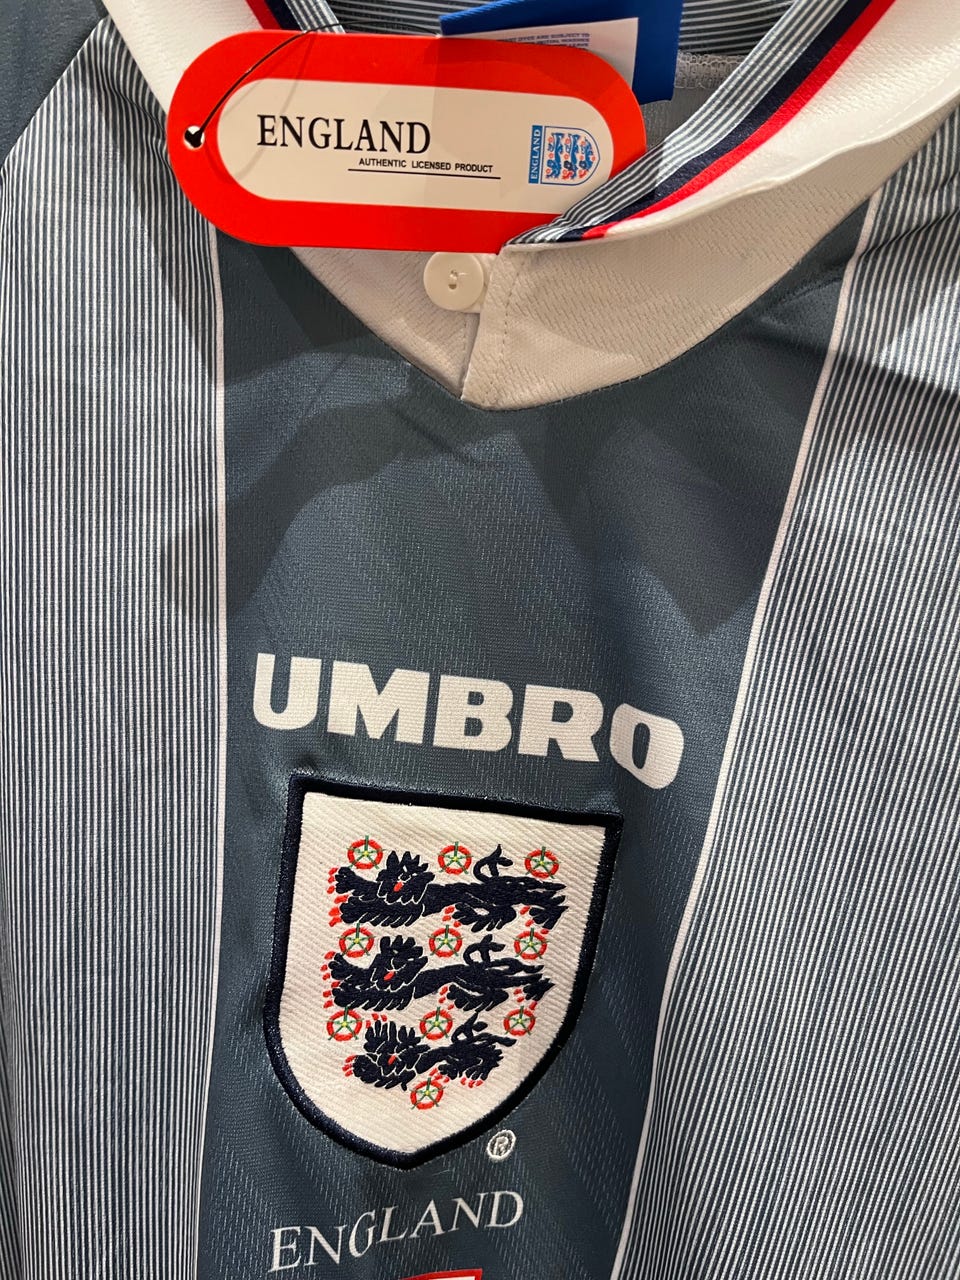 ENGLAND
AUTHENTIC LICENSED PRODUCT
ENGLAND
UMBRO
®
ENGLAND